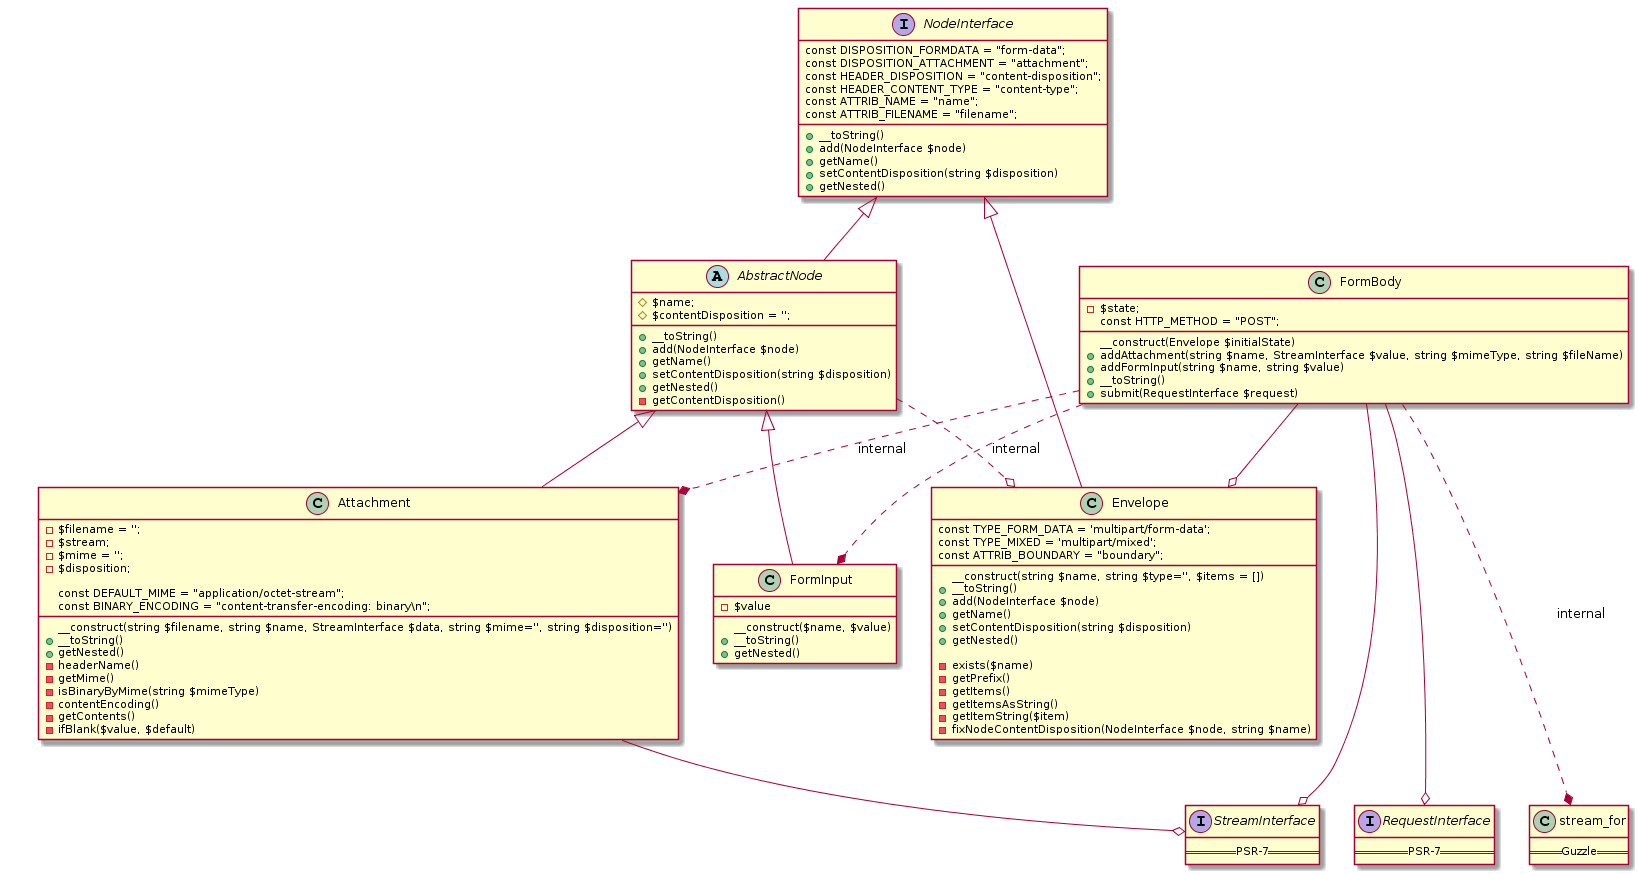 I NodeInterface
const DISPOSITION_FORMDATA = "form-data";
const DISPOSITION_ATTACHMENT = "attachment";
const HEADER_DISPOSITION = "content-disposition";
const HEADER_CONTENT_TYPE = "content-type";
const ATTRIB_NAME = "name";
const ATTRIB_FILENAME = "filename";
__toString()
add(NodeInterface $node)
getName()
setContentDisposition(string $disposition)
getNested()
A AbstractNode
$name;
$contentDisposition = '';
__toString()
add(NodeInterface $node)
getName()
setContentDisposition(string $disposition)
getNested()
getContentDisposition()
C FormBody
$state;
const HTTP_METHOD = "POST";
__construct(Envelope $initialState)
addAttachment(string $name, StreamInterface $value, string $mimeType, string $fileName)
addFormInput(string $name, string $value)
__toString()
submit(RequestInterface $request)
internal
internal
C Attachment
$filename = '';
$stream;
$mime = '';
$disposition;
const DEFAULT_MIME = "application/octet-stream";
const BINARY_ENCODING = "content-transfer-encoding: binary\n";
__construct(string $filename, string $name, StreamInterface $data, string $mime='', string $disposition='')
__toString()
getNested()
headerName()
getMime()
isBinaryByMime(string $mimeType)
contentEncoding()
getContents()
ifBlank($value, $default)
C FormInput
$value
__construct($name, $value)
__toString()
getNested()
C Envelope
const TYPE_FORM_DATA = 'multipart/form-data';
const TYPE_MIXED = 'multipart/mixed';
const ATTRIB_BOUNDARY = "boundary";
__construct(string $name, string $type='', $items = [])
__toString()
add(NodeInterface $node)
getName()
setContentDisposition(string $disposition)
getNested()
exists($name)
getPrefix()
getItems()
getItemsAsString()
getItemString($item)
fixNodeContentDisposition(NodeInterface $node, string $name)
internal
I StreamInterface
PSR-7
I RequestInterface
PSR-7
C stream_for
Guzzle